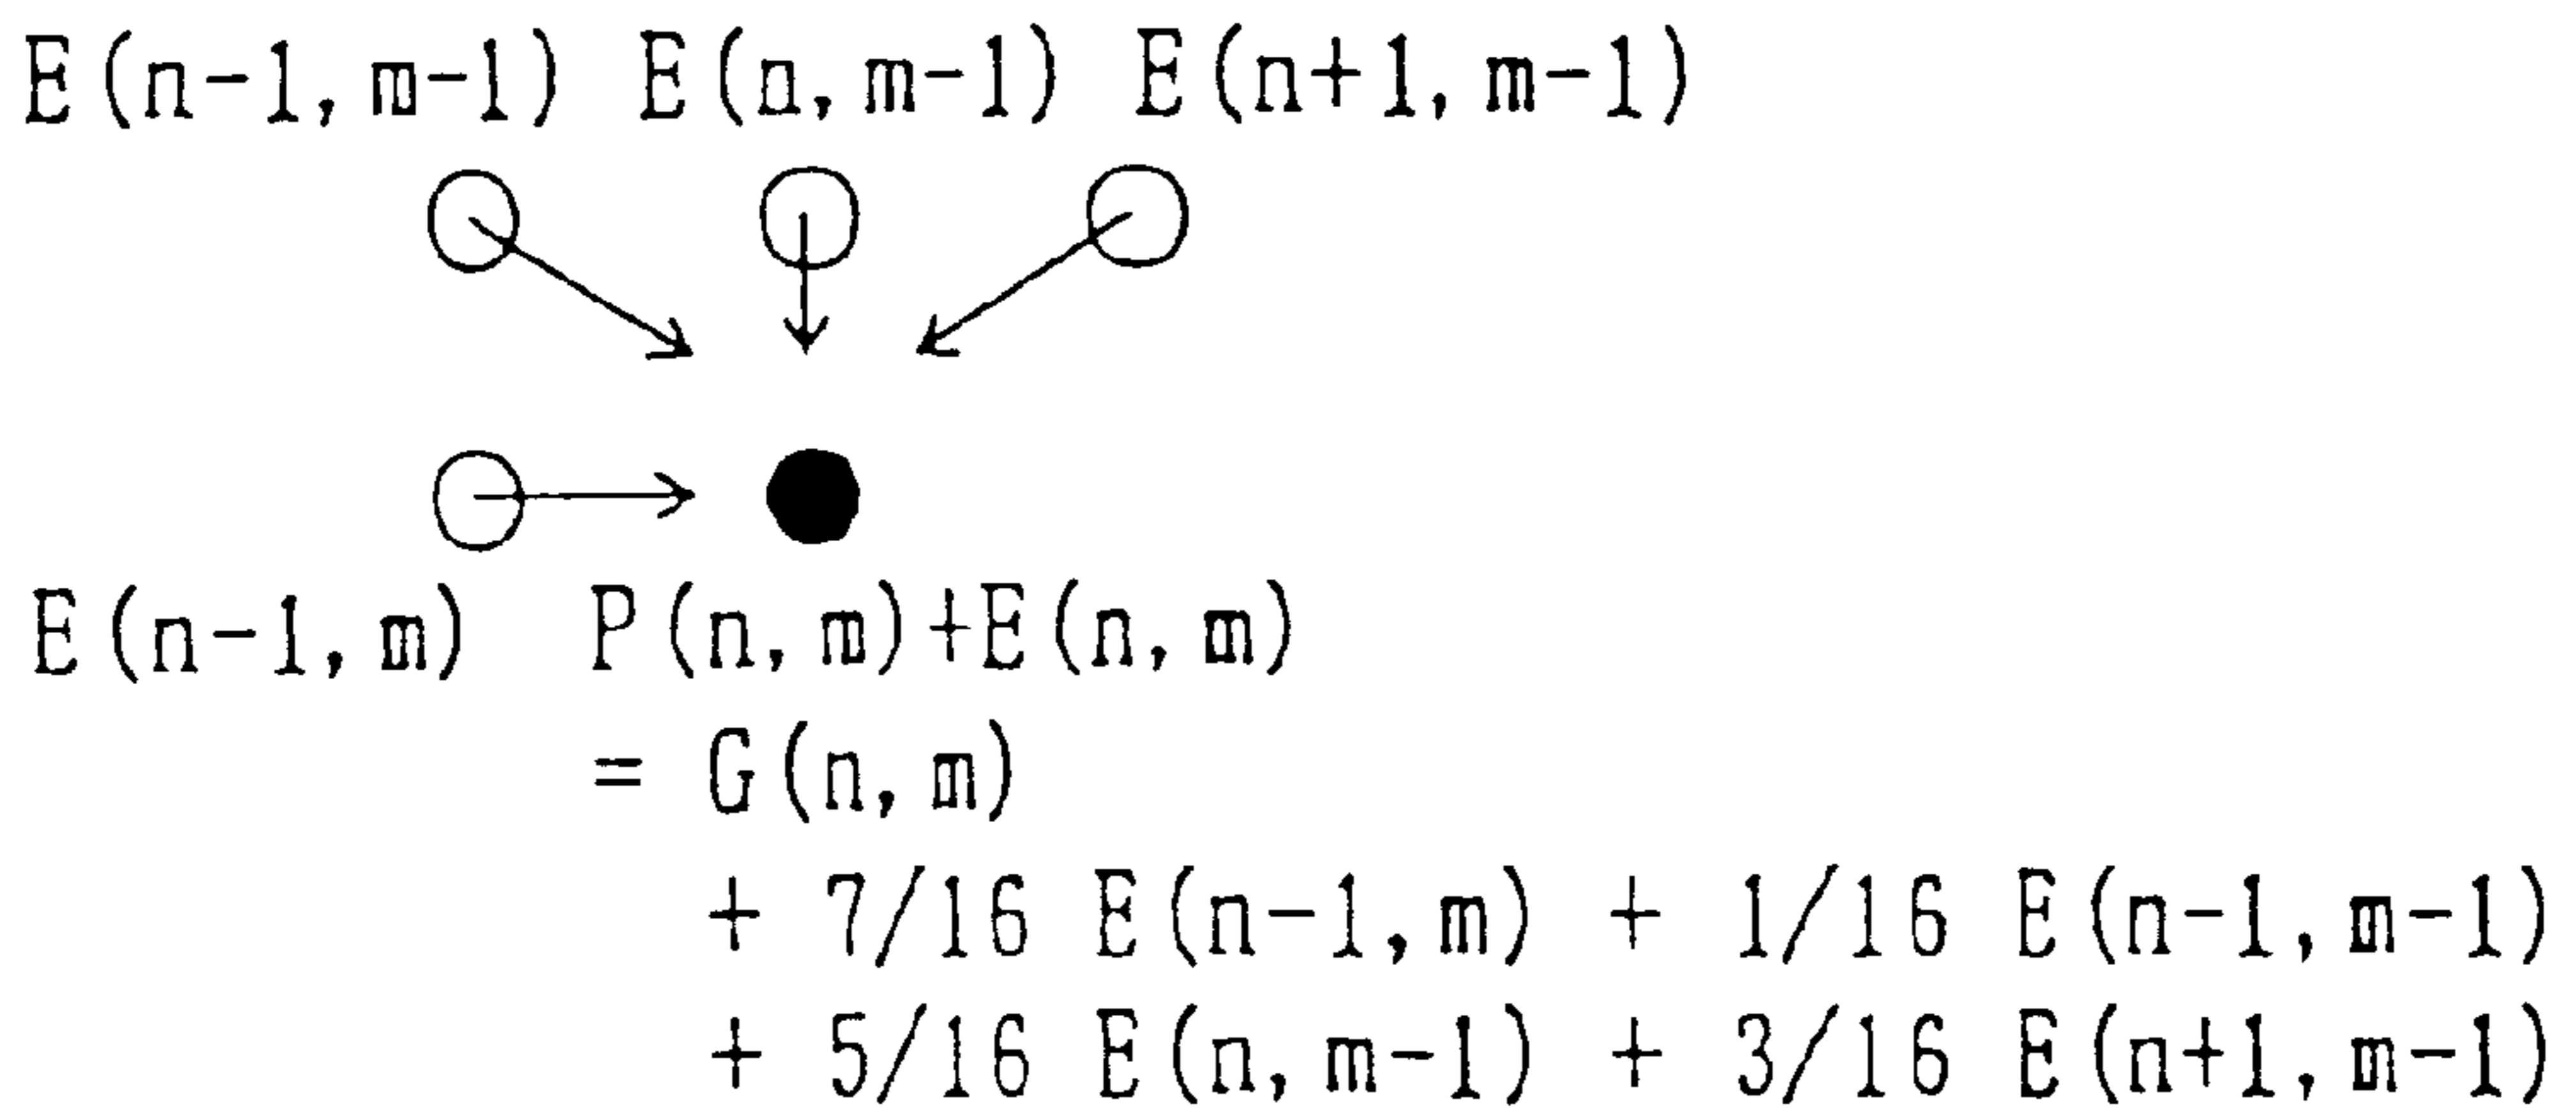 E(n-1,m-1) E(n,m-1) E(n+1,m-1)
E(n-1,m) P(n,m)+E(n,m)
= G(n,m)
+ 7/16 E(n-1,m) + 1/16 E(n-1,m-1)
+ 5/16 E(n,m-1) + 3/16 E(n+1,m-1)